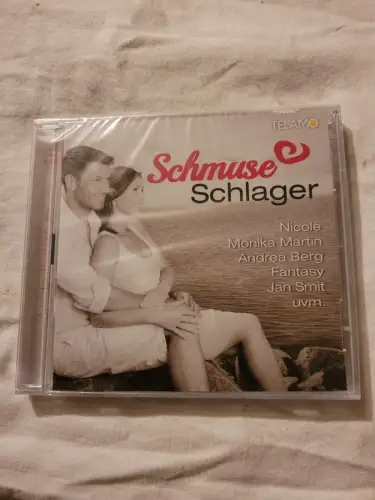 TELAMO
Schmuse
Schlager
Nicole
Monika Martin
Andrea Berg
Fantasy
Jan Smit
uvm.